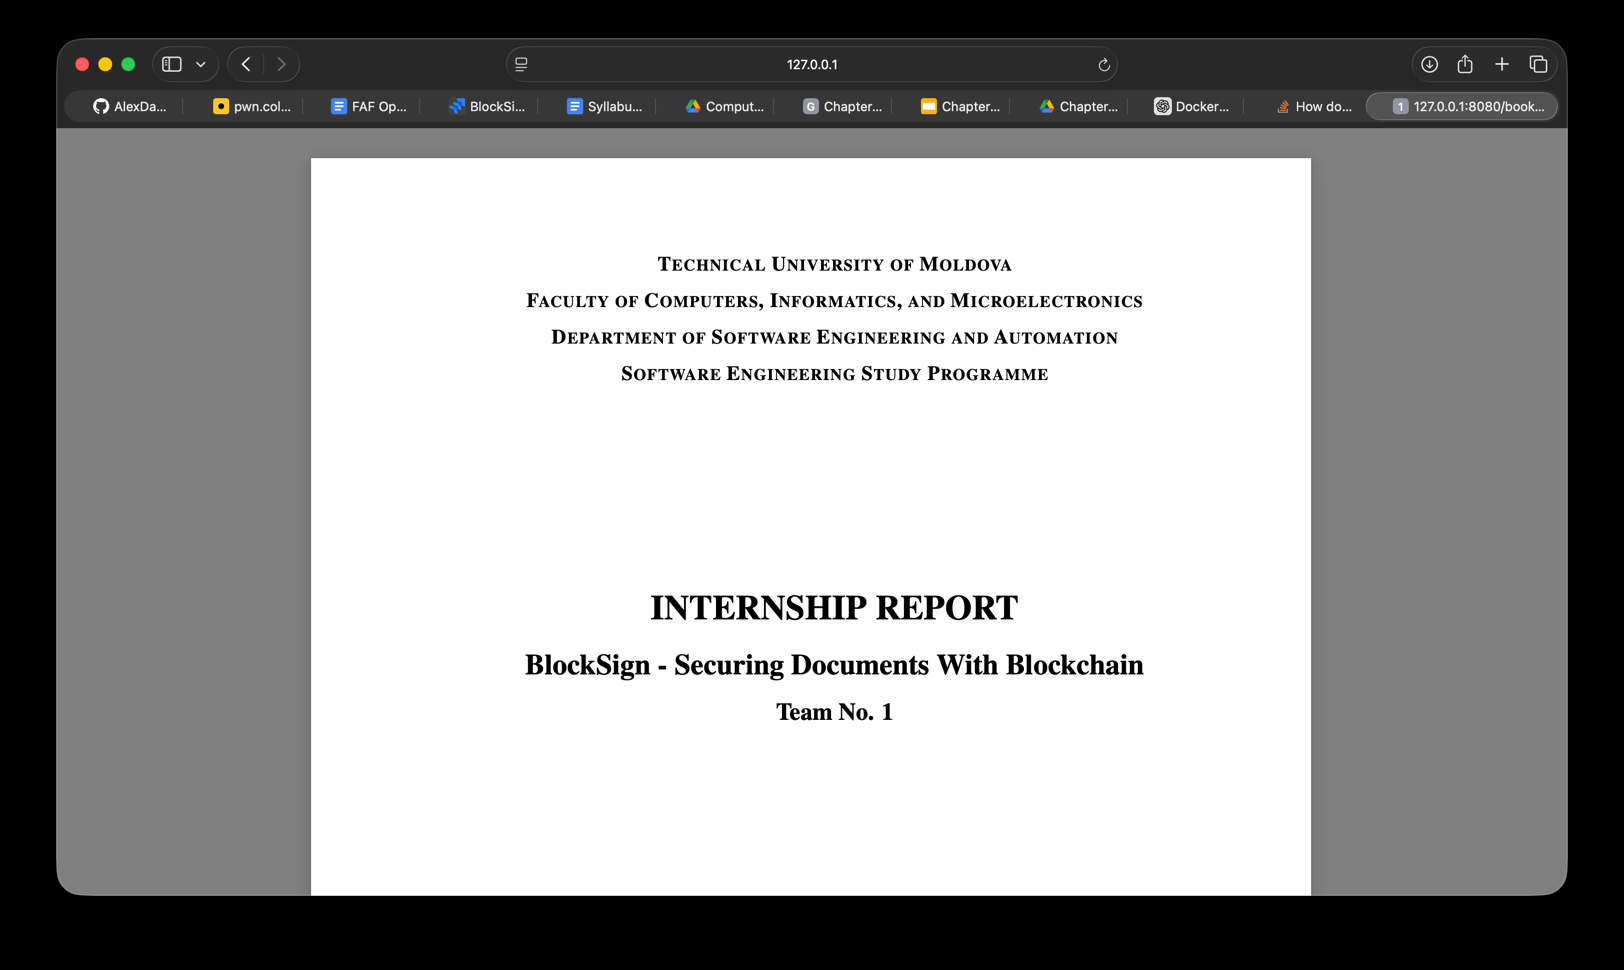 127.0.0.1
AlexDa...
pwn.col...
FAF Op...
BlockSi...
Syllabu...
Comput...
G Chapter...
Chapter...
Chapter...
Docker...
How do...
1 127.0.0.1:8080/book...
TECHNICAL UNIVERSITY OF MOLDOVA
FACULTY OF COMPUTERS, INFORMATICS, AND MICROELECTRONICS
DEPARTMENT OF SOFTWARE ENGINEERING AND AUTOMATION
SOFTWARE ENGINEERING STUDY PROGRAMME
INTERNSHIP REPORT
BlockSign - Securing Documents With Blockchain
Team No. 1